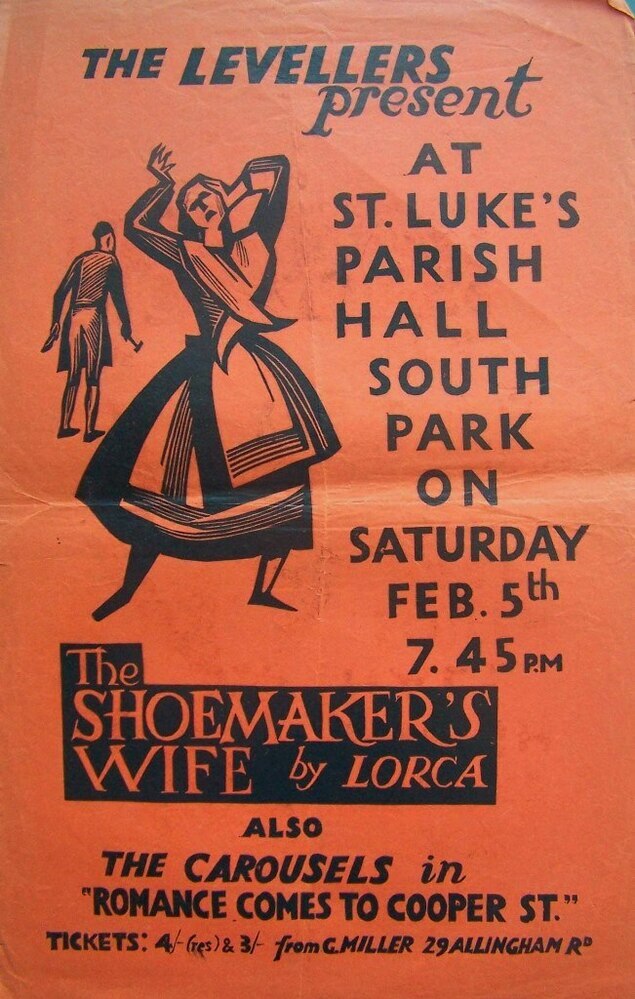 THE LEVELLERS
present
AT
ST. LUKE'S
PARISH
HALL
SOUTH
PARK
ON
SATURDAY
FEB. 5th
7.45 P.M
The
SHOEMAKER'S
WIFE by LORCA
ALSO
THE CAROUSELS in
"ROMANCE COMES TO COOPER ST."
TICKETS: 4/- (res) & 3/- from G. MILLER 29 ALLINGHAM RD